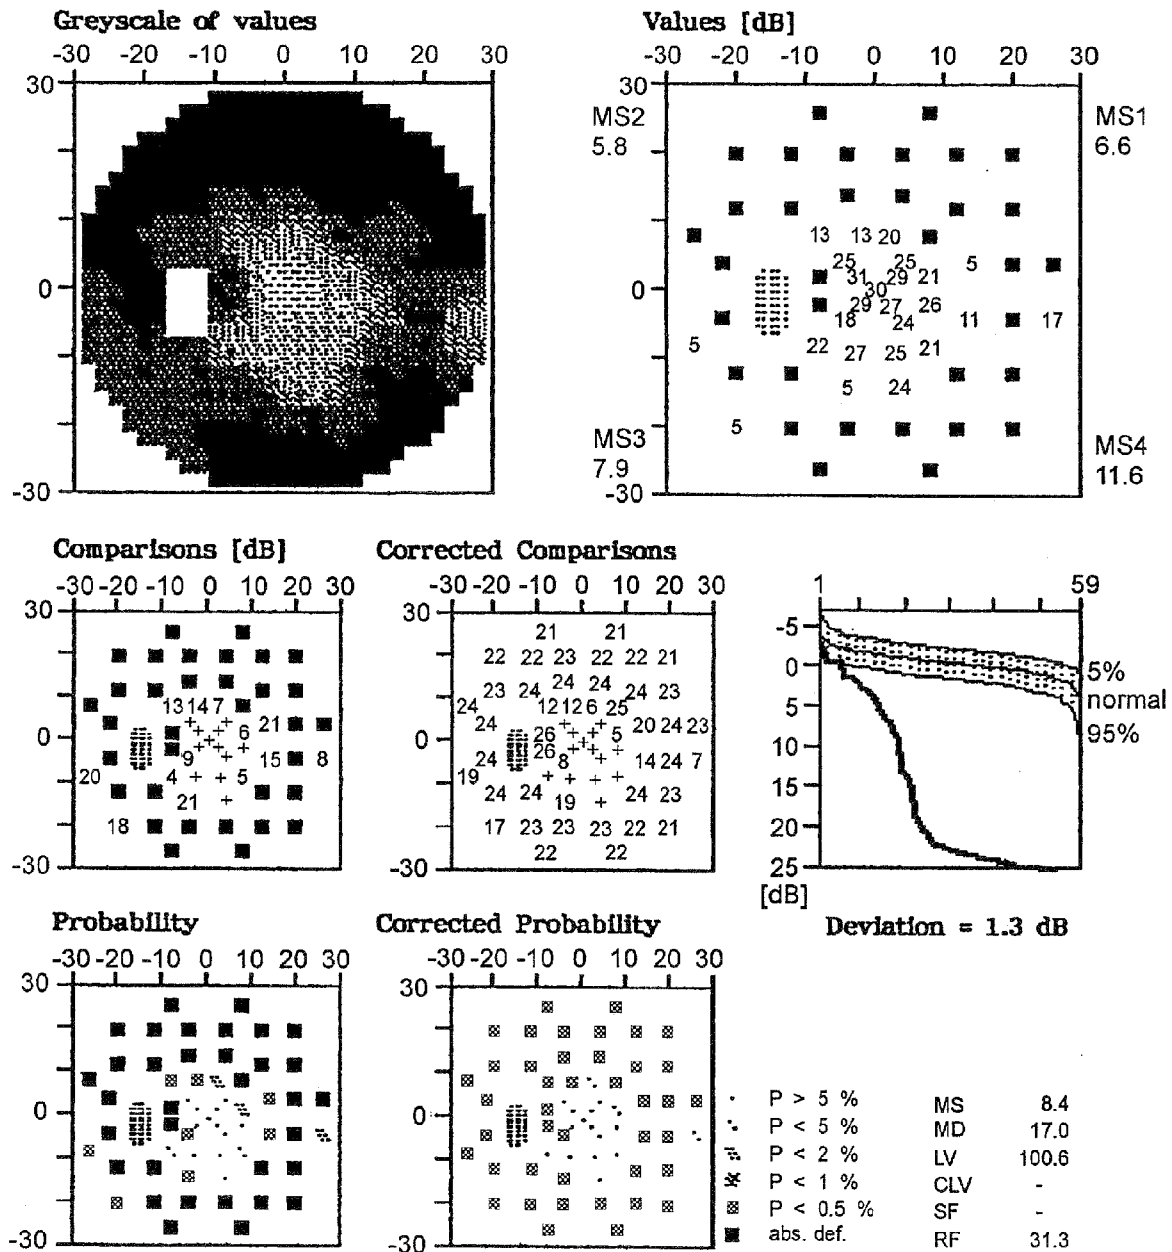 Greyscale of values
Values [dB]
-20 -10 0 10 20 30
-30 -20 -10 0 10 20 30
30
0
-30
30
0
-30
MS2
5.8
MS1
6.6
MS3
7.9
MS4
11.6
13 13 20
25 25 5
31 29 21
30
29 27 26
18 24 11 17
5 22 27 25 21
5 24
5
Comparisons [dB]
Corrected Comparisons
-30 -20 -10 0 10 20 30
-30 -20 -10 0 10 20 30
1 59
30
0
-30
13 14 7
21
6
9 15 8
20 4 5
21
18
30
0
-30
21 21
22 22 23 22 22 21
24 24
23 24 24 23
24 12 12 6 25
24 20 24 23
26 5
26
24 8 14 24 7
19
24 24 19 24 23
17 23 23 23 22 21
22 22
-5
0
5
10
15
20
25
[dB]
5%
normal
95%
Probability
Corrected Probability
Deviation = 1.3 dB
-30 -20 -10 0 10 20 30
-30 -20 -10 0 10 20 30
30
0
-30
30
0
-30
P > 5 %
P < 5 %
P < 2 %
P < 1 %
P < 0.5 %
abs. def.
MS 8.4
MD 17.0
LV 100.6
CLV -
SF -
RF 31.3